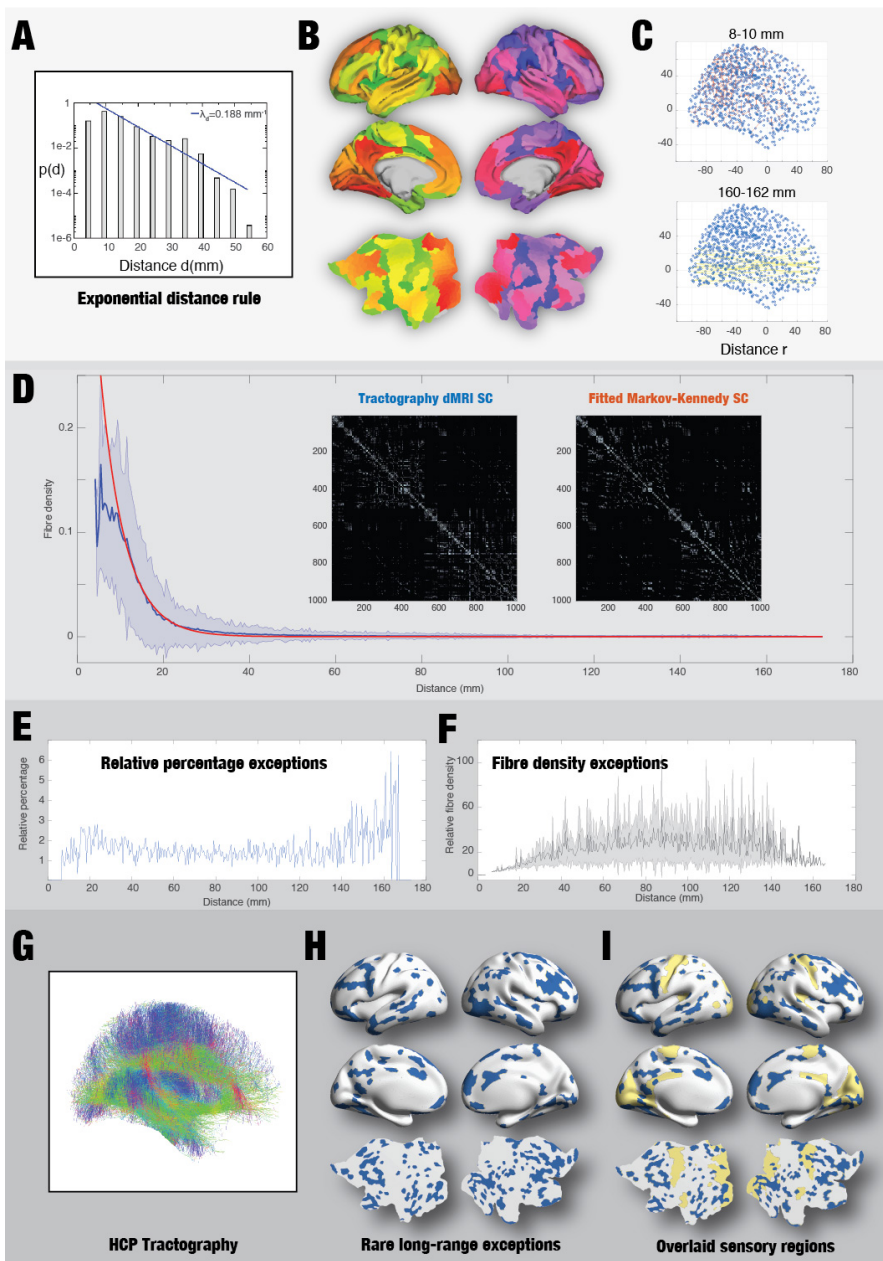 A
1
1e-2
p(d)
1e-4
1e-6
λd=0.188 mm-1
0 10 20 30 40 50 60
Distance d(mm)
Exponential distance rule
B
C
8-10 mm
40
0
-40
-80 -40 0 40 80
160-162 mm
40
0
-40
-80 -40 0 40 80
Distance r
D
Tractography dMRI SC
Fitted Markov-Kennedy SC
0.2
0.1
0
Fibre density
200
400
600
800
1000
200 400 600 800 1000
200
400
600
800
1000
200 400 600 800 1000
0 20 40 60 80 100 120 140 160 180
Distance (mm)
E
Relative percentage exceptions
Relative percentage
6
5
4
3
2
1
0 20 40 60 80 100 120 140 160 180
Distance (mm)
F
Fibre density exceptions
Relative fibre density
100
60
20
0 20 40 60 80 100 120 140 160 180
Distance (mm)
G
HCP Tractography
H
Rare long-range exceptions
I
Overlaid sensory regions